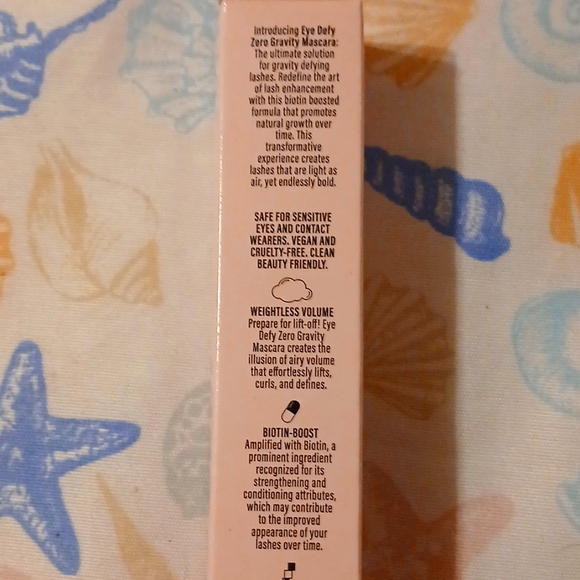 Introducing Eye Defy
Zero Gravity Mascara:
The ultimate solution
for gravity defying
lashes. Redefine the art
of lash enhancement
with this biotin boosted
formula that promotes
natural growth over
time. This
transformative
experience creates
lashes that are light as
air, yet endlessly bold.
SAFE FOR SENSITIVE
EYES AND CONTACT
WEARERS. VEGAN AND
CRUELTY-FREE. CLEAN
BEAUTY FRIENDLY.
WEIGHTLESS VOLUME
Prepare for lift-off! Eye
Defy Zero Gravity
Mascara creates the
illusion of airy volume
that effortlessly lifts,
curls, and defines.
BIOTIN-BOOST
Amplified with Biotin, a
prominent ingredient
recognized for its
strengthening and
conditioning attributes,
which may contribute
to the improved
appearance of your
lashes over time.